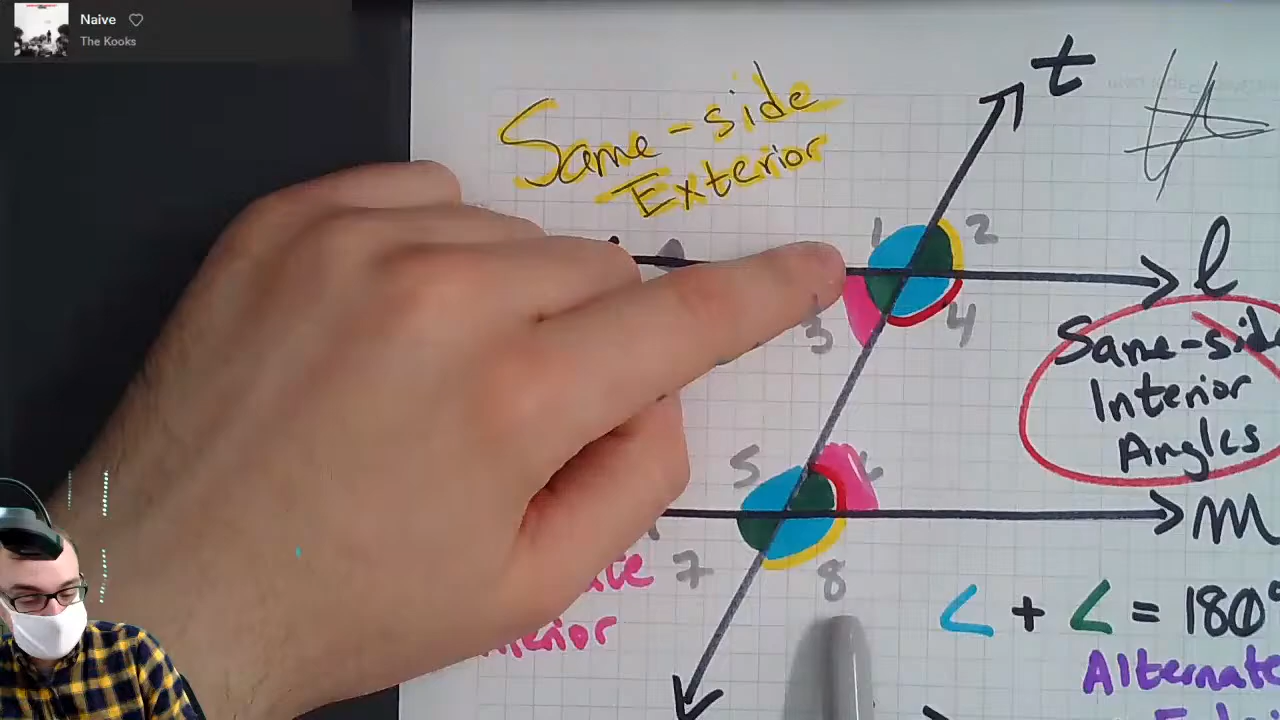 Naive
The Kooks
t
Same-side
Exterior
1
2
l
3
4
Same-side
Interior
Angles
5
6
m
7
8
∠ + ∠ = 180°
Alternate